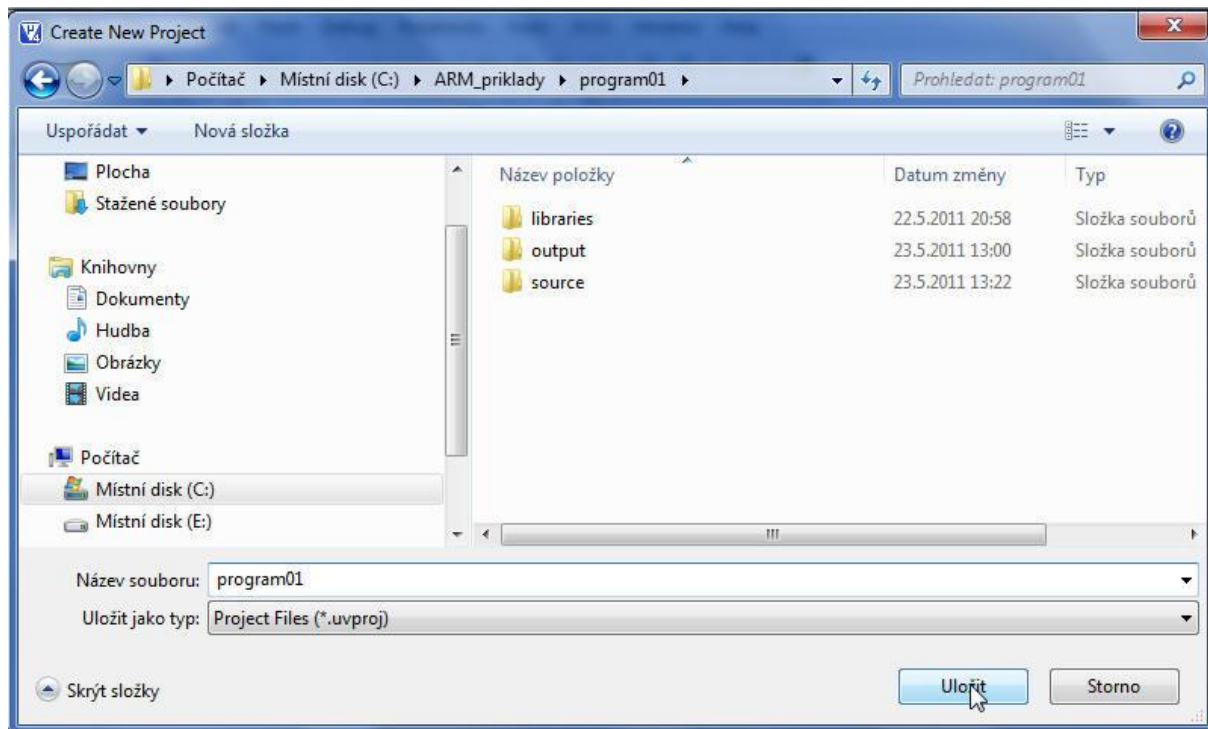 Create New Project
Počítač Místní disk (C:) ARM_priklady program01 Prohledat: program01
Uspořádat Nová složka
Plocha
Stažené soubory
Knihovny
Dokumenty
Hudba
Obrázky
Videa
Počítač
Místní disk (C:)
Místní disk (E:)
Název položky Datum změny Typ
libraries 22.5.2011 20:58 Složka souborů
output 23.5.2011 13:00 Složka souborů
source 23.5.2011 13:22 Složka souborů
Název souboru: program01
Uložit jako typ: Project Files (*.uvproj)
Skrýt složky Uložit Storno